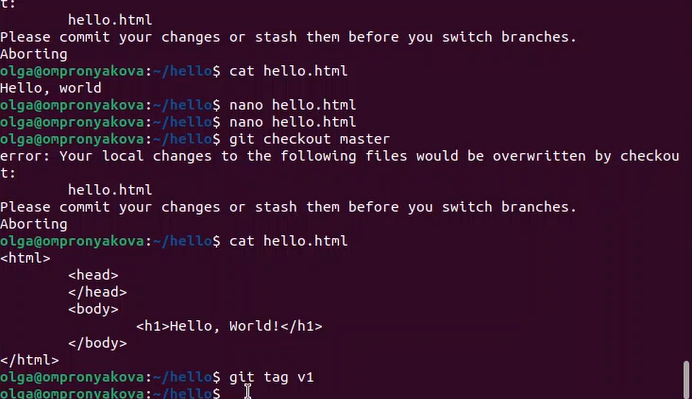 t:
hello.html
Please commit your changes or stash them before you switch branches.
Aborting
olga@ompronyakova:~/hello$ cat hello.html
Hello, world
olga@ompronyakova:~/hello$ nano hello.html
olga@ompronyakova:~/hello$ nano hello.html
olga@ompronyakova:~/hello$ git checkout master
error: Your local changes to the following files would be overwritten by checkou
t:
hello.html
Please commit your changes or stash them before you switch branches.
Aborting
olga@ompronyakova:~/hello$ cat hello.html
<html>
<head>
</head>
<body>
<h1>Hello, World!</h1>
</body>
</html>
olga@ompronyakova:~/hello$ git tag v1
olga@ompronyakova:~/hello$